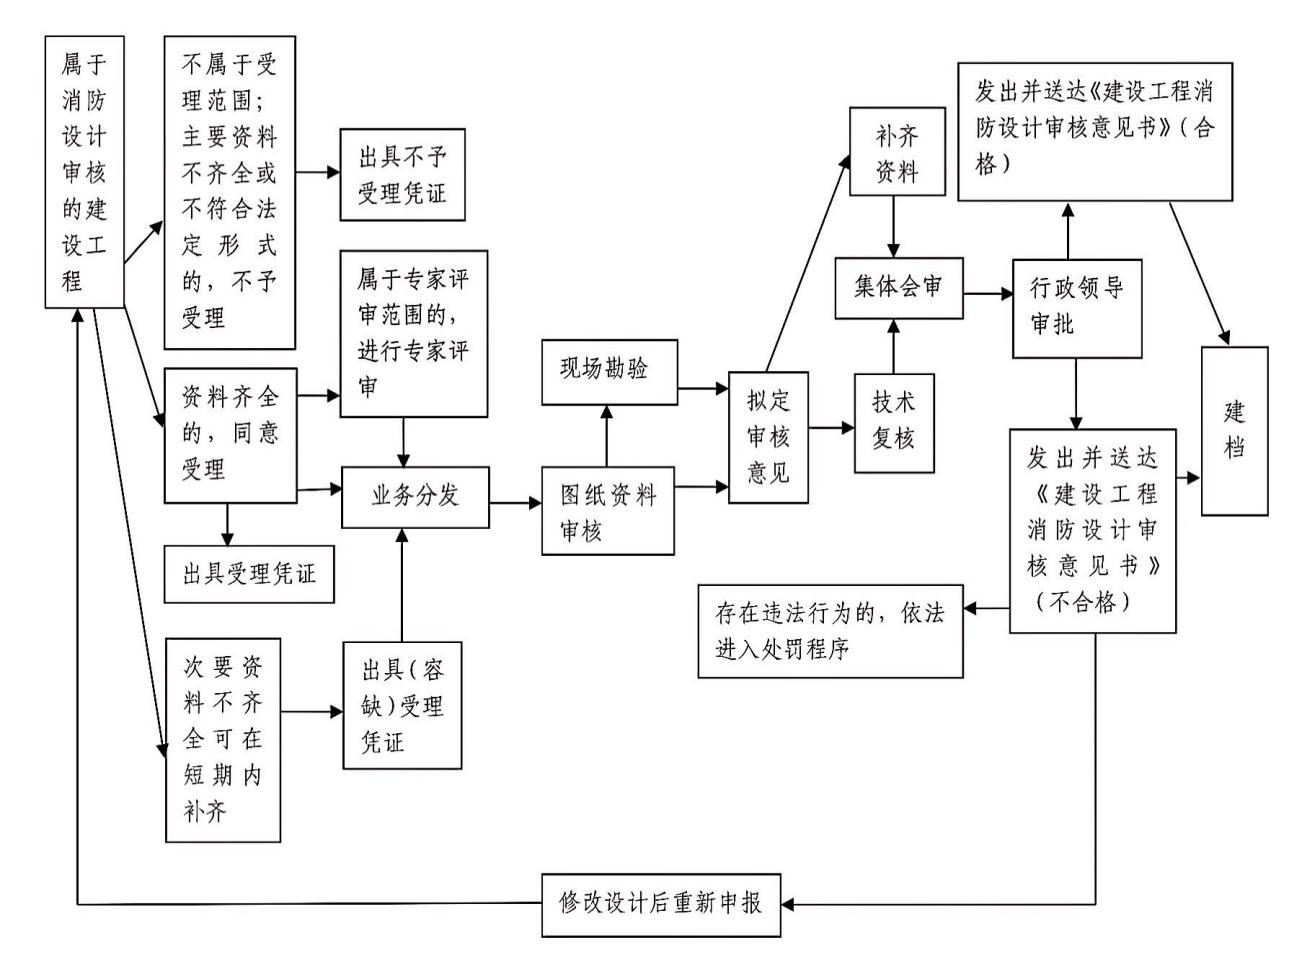 属于
消防
设计
审核
的建
设工
程
不属于受
理范围；
主要资料
不齐全或
不符合法
定形式
的，不予
受理
出具不予
受理凭证
资料齐全
的，同意
受理
出具受理凭证
次要资
料不齐
全可在
短期内
补齐
出具（容
缺）受理
凭证
属于专家评
审范围的，
进行专家评
审
业务分发
现场勘验
图纸资料
审核
拟定
审核
意见
补齐
资料
集体会审
技术
复核
行政领导
审批
发出并送达《建设工程消
防设计审核意见书》（合
格）
发出并送达
《建设工程
消防设计审
核意见书》
（不合格）
建
档
存在违法行为的，依法
进入处罚程序
修改设计后重新申报